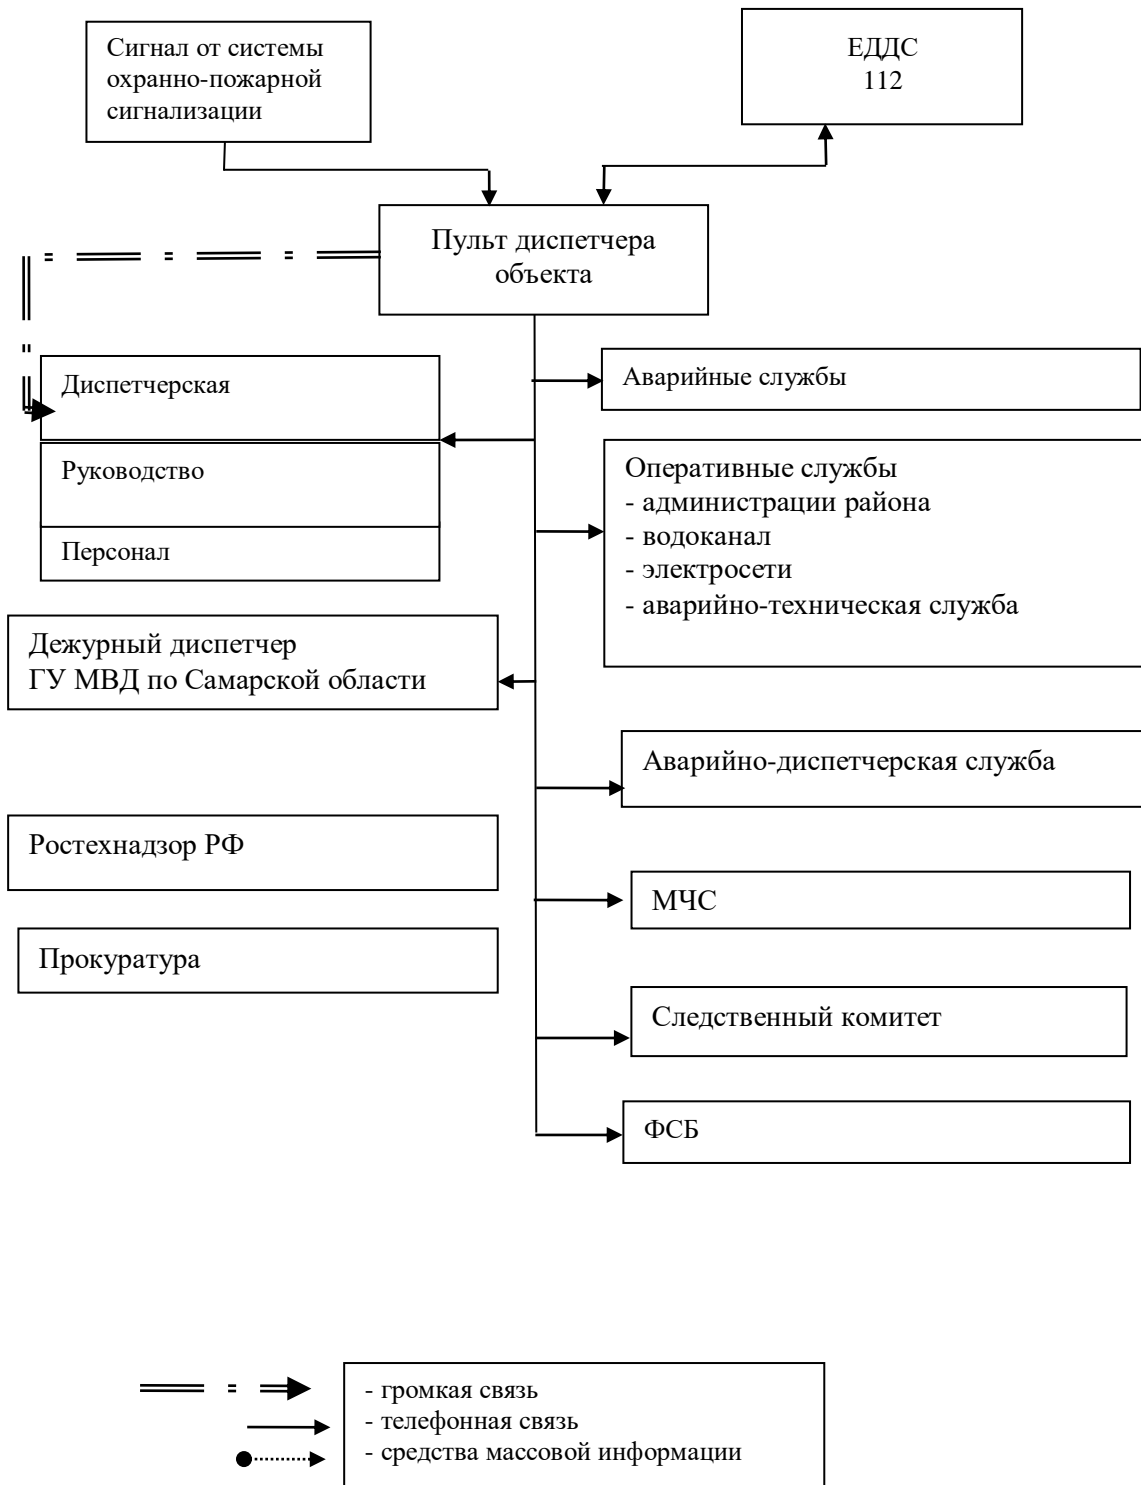 Сигнал от системы
охранно-пожарной
сигнализации
ЕДДС
112
Пульт диспетчера
объекта
Диспетчерская
Руководство
Персонал
Аварийные службы
Оперативные службы
- администрации района
- водоканал
- электросети
- аварийно-техническая служба
Дежурный диспетчер
ГУ МВД по Самарской области
Аварийно-диспетчерская служба
Ростехнадзор РФ
МЧС
Прокуратура
Следственный комитет
ФСБ
- громкая связь
- телефонная связь
- средства массовой информации